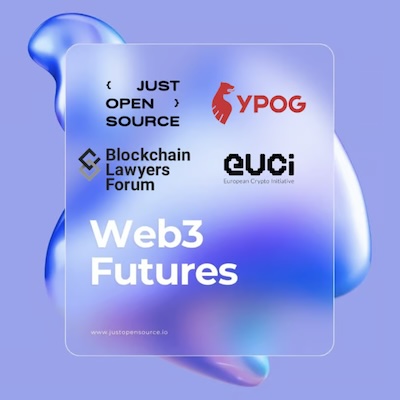 ‹ JUST
OPEN ›
SOURCE
YPOG
Blockchain
Lawyers
Forum
euci
European Crypto Initiative
Web3
Futures
www.justopensource.io